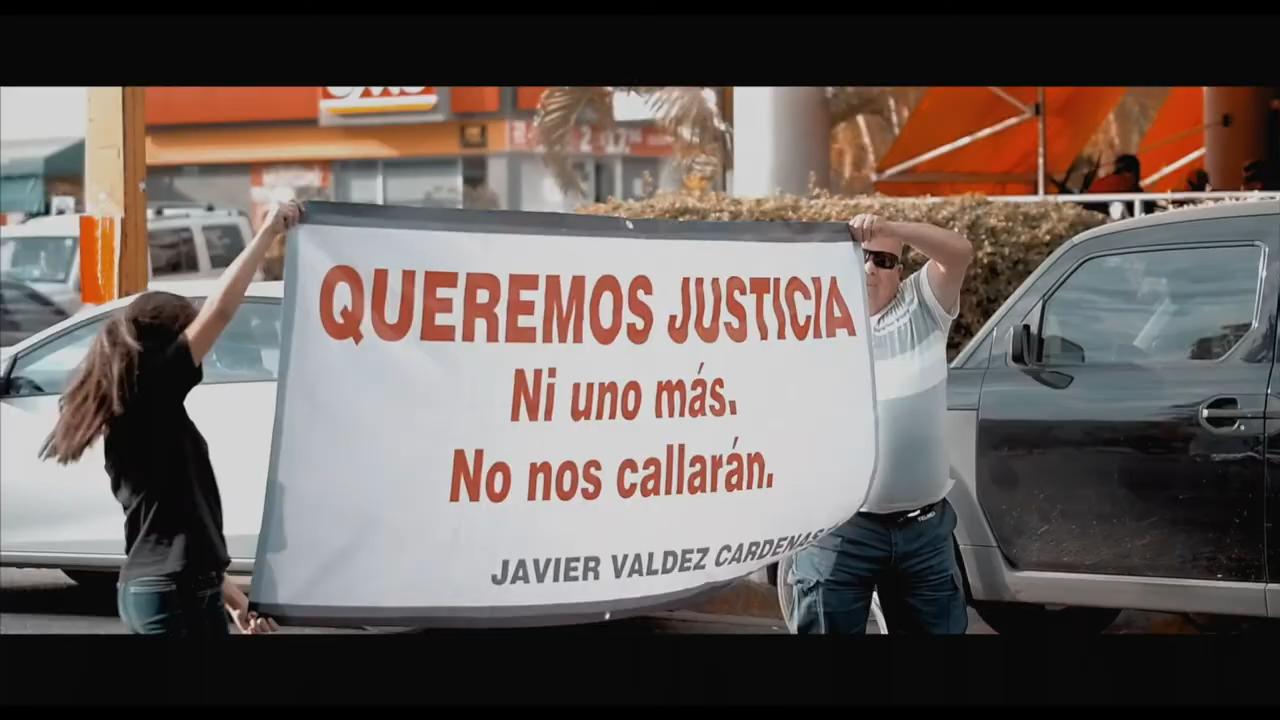 QUEREMOS JUSTICIA
Ni uno más.
No nos callarán.
JAVIER VALDEZ CARDENAS